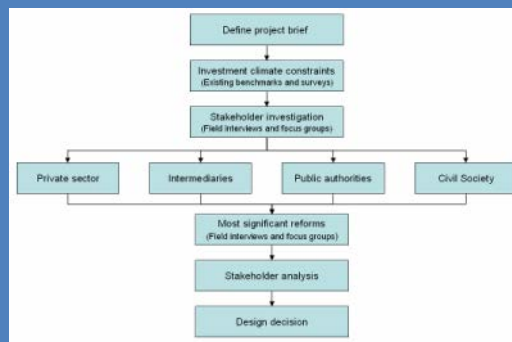 Define project brief
Investment climate constraints
(Existing benchmarks and surveys)
Stakeholder investigation
(Field interviews and focus groups)
Private sector
Intermediaries
Public authorities
Civil Society
Most significant reforms
(Field interviews and focus groups)
Stakeholder analysis
Design decision